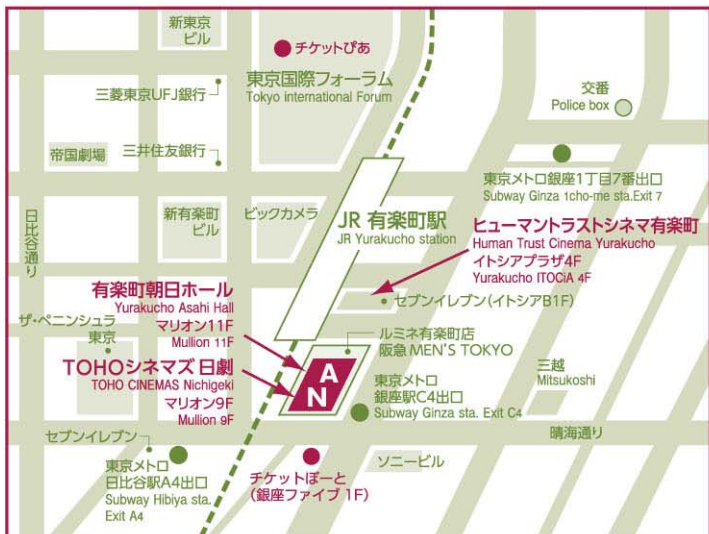 新東京
ビル
チケットぴあ
三菱東京UFJ銀行
東京国際フォーラム
Tokyo international Forum
交番
Police box
帝国劇場
三井住友銀行
東京メトロ銀座1丁目7番出口
Subway Ginza 1cho-me sta.Exit 7
日比谷通り
新有楽町
ビル
ビックカメラ
JR 有楽町駅
JR Yurakucho station
ヒューマントラストシネマ有楽町
Human Trust Cinema Yurakucho
イトシアプラザ4F
Yurakucho ITOCiA 4F
セブンイレブン(イトシアB1F)
有楽町朝日ホール
Yurakucho Asahi Hall
マリオン11F
Mullion 11F
ザ・ペニンシュラ
東京
ルミネ有楽町店
阪急MEN'S TOKYO
TOHOシネマズ日劇
TOHO CINEMAS Nichigeki
マリオン9F
Mullion 9F
A
N
東京メトロ
銀座駅C4出口
Subway Ginza sta. Exit C4
三越
Mitsukoshi
晴海通り
セブンイレブン
東京メトロ
日比谷駅A4出口
Subway Hibiya sta.
Exit A4
チケットぽーと
(銀座ファイブ 1F)
ソニービル